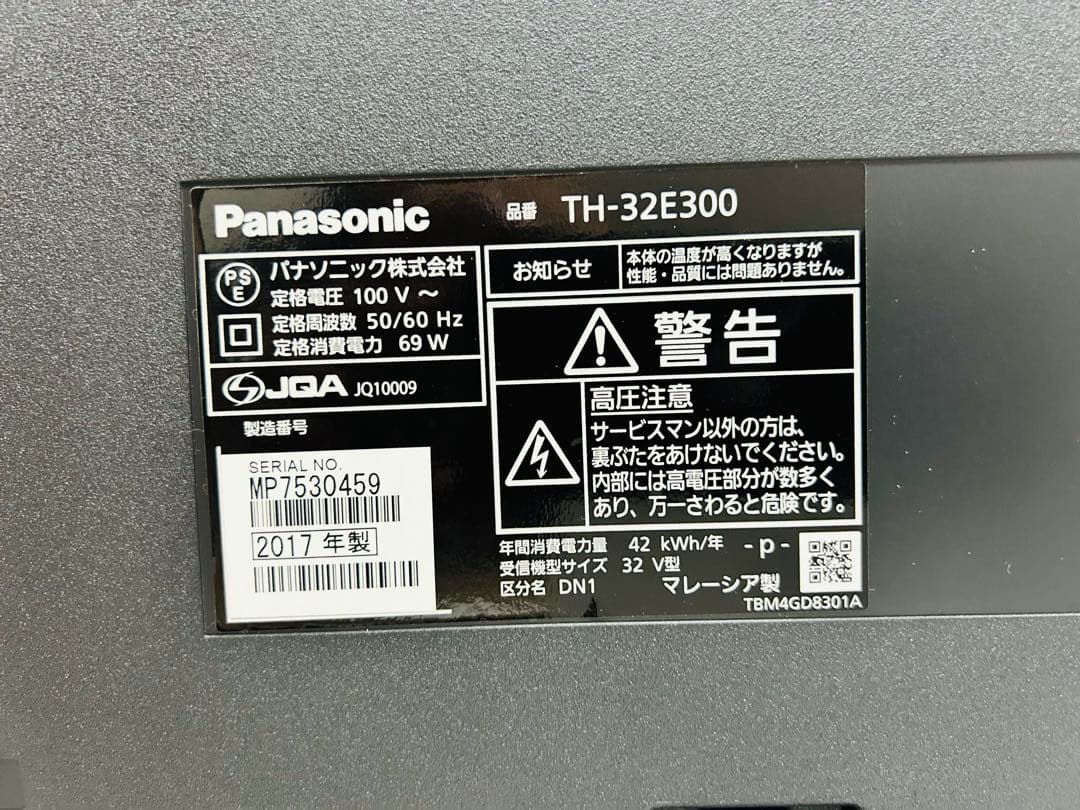 Panasonic
品番 TH-32E300
PS
E
パナソニック株式会社
定格電圧 100 V ～
定格周波数 50/60 Hz
定格消費電力 69 W
JQA JQ10009
製造番号
SERIAL NO.
MP7530459
2017 年製
お知らせ
本体の温度が高くなりますが
性能・品質には問題ありません。
警告
高圧注意
サービスマン以外の方は、
裏ぶたをあけないでください。
内部には高電圧部分が数多く
あり、万一さわると危険です。
年間消費電力量 42 kWh/年 -p-
受信機型サイズ 32 V型
区分名 DN1 マレーシア製
TBM4GD8301A